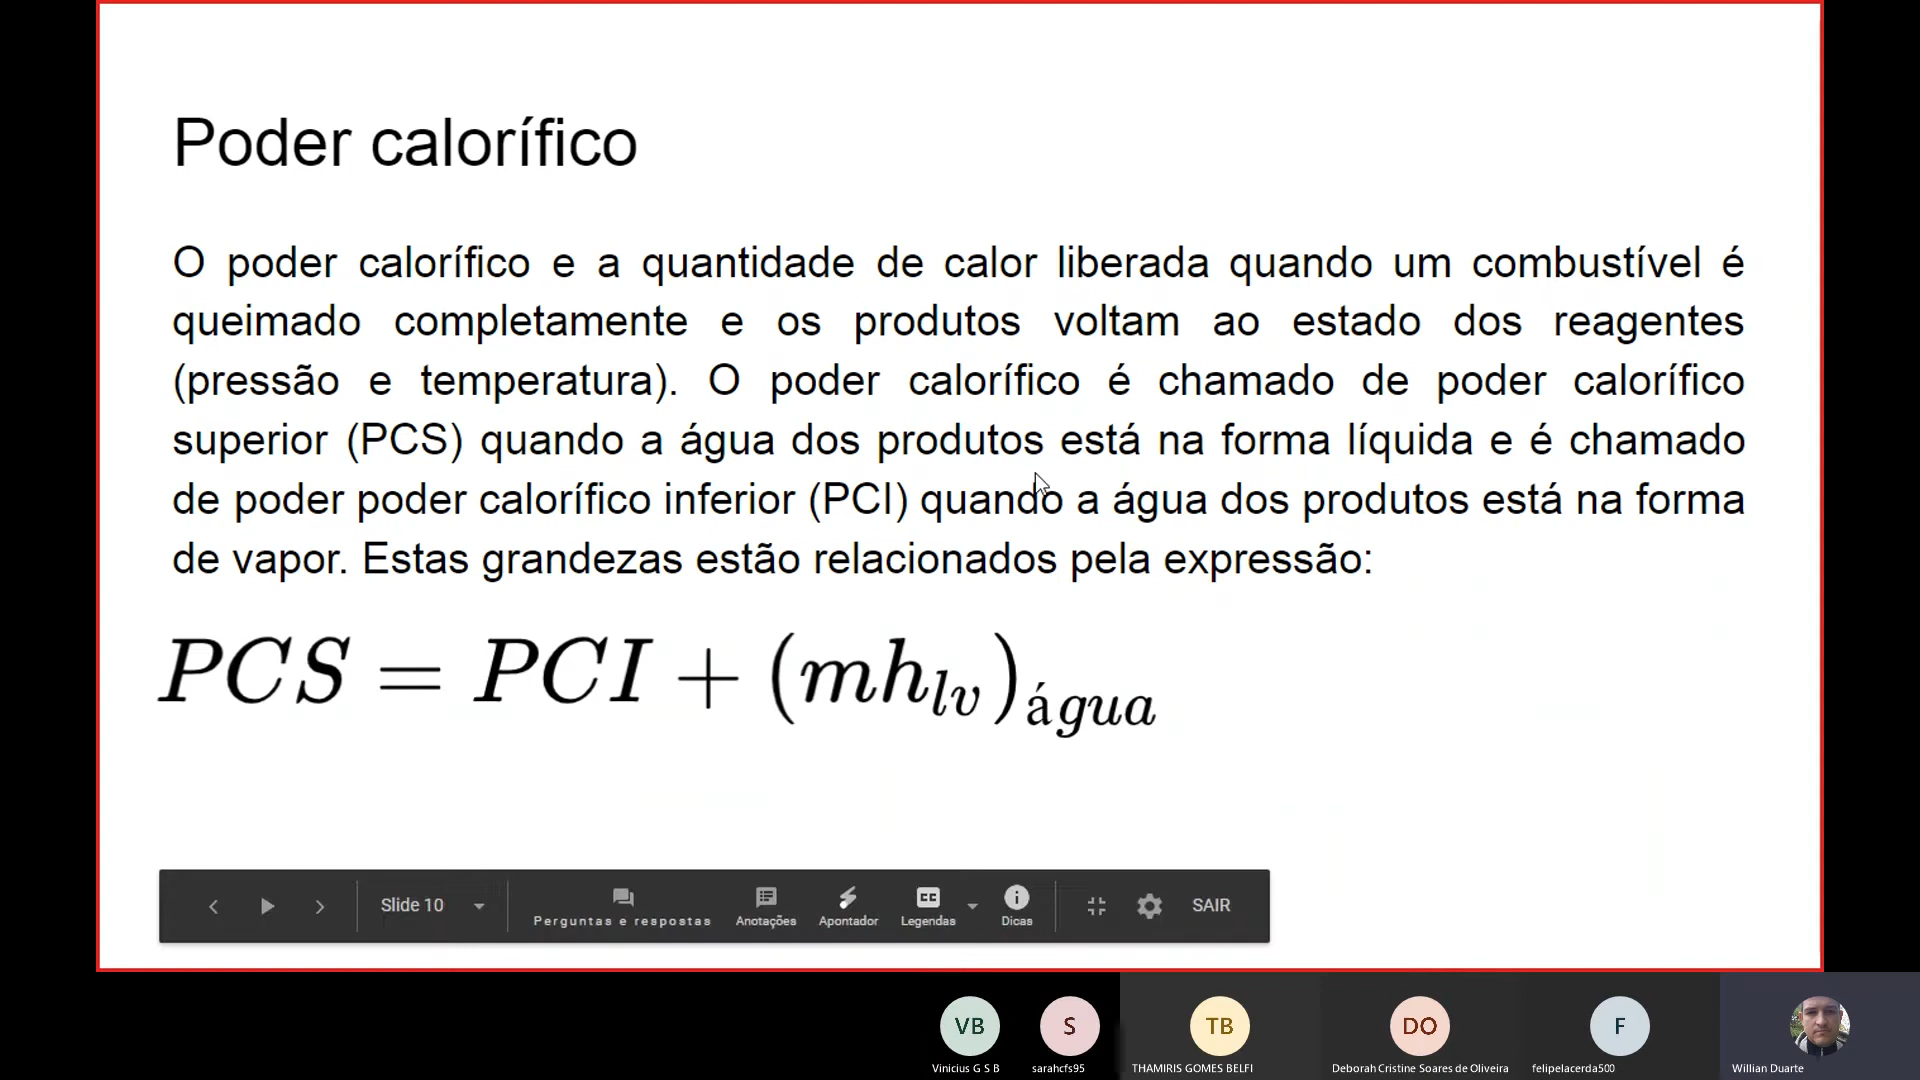 Poder calorífico
O poder calorífico e a quantidade de calor liberada quando um combustível é
queimado completamente e os produtos voltam ao estado dos reagentes
(pressão e temperatura). O poder calorífico é chamado de poder calorífico
superior (PCS) quando a água dos produtos está na forma líquida e é chamado
de poder poder calorífico inferior (PCI) quando a água dos produtos está na forma
de vapor. Estas grandezas estão relacionados pela expressão:
PCS = PCI + (mh_{lv})_{água}
Slide 10
Perguntas e respostas
Anotações
Apontador
CC
Legendas
Dicas
SAIR
VB
S
TB
DO
F
Vinicius G S B
sarahcfs95
THAMIRIS GOMES BELFI
Deborah Cristine Soares de Oliveira
felipelacerda500
Willian Duarte